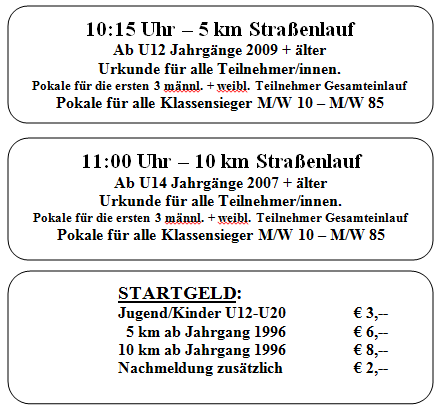 10:15 Uhr – 5 km Straßenlauf
Ab U12 Jahrgänge 2009 + älter
Urkunde für alle Teilnehmer/innen.
Pokale für die ersten 3 männl. + weibl. Teilnehmer Gesamteinlauf
Pokale für alle Klassensieger M/W 10 – M/W 85
11:00 Uhr – 10 km Straßenlauf
Ab U14 Jahrgänge 2007 + älter
Urkunde für alle Teilnehmer/innen.
Pokale für die ersten 3 männl. + weibl. Teilnehmer Gesamteinlauf
Pokale für alle Klassensieger M/W 10 – M/W 85
STARTGELD:
Jugend/Kinder U12-U20 € 3,--
5 km ab Jahrgang 1996 € 6,--
10 km ab Jahrgang 1996 € 8,--
Nachmeldung zusätzlich € 2,--